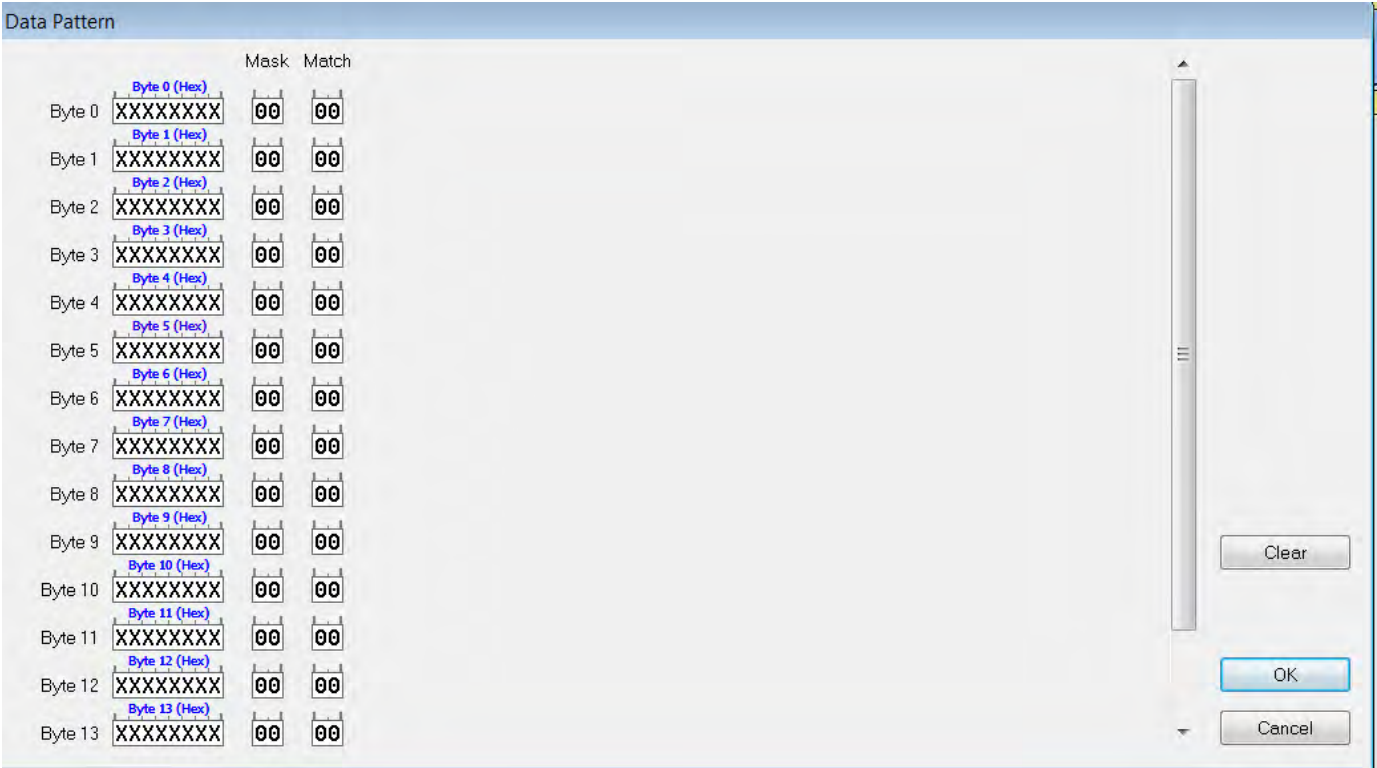 Data Pattern
Mask Match
Byte 0 (Hex)
Byte 0 XXXXXXXX 00 00
Byte 1 (Hex)
Byte 1 XXXXXXXX 00 00
Byte 2 (Hex)
Byte 2 XXXXXXXX 00 00
Byte 3 (Hex)
Byte 3 XXXXXXXX 00 00
Byte 4 (Hex)
Byte 4 XXXXXXXX 00 00
Byte 5 (Hex)
Byte 5 XXXXXXXX 00 00
Byte 6 (Hex)
Byte 6 XXXXXXXX 00 00
Byte 7 (Hex)
Byte 7 XXXXXXXX 00 00
Byte 8 (Hex)
Byte 8 XXXXXXXX 00 00
Byte 9 (Hex)
Byte 9 XXXXXXXX 00 00
Byte 10 (Hex)
Byte 10 XXXXXXXX 00 00
Byte 11 (Hex)
Byte 11 XXXXXXXX 00 00
Byte 12 (Hex)
Byte 12 XXXXXXXX 00 00
Byte 13 (Hex)
Byte 13 XXXXXXXX 00 00
Clear
OK
Cancel